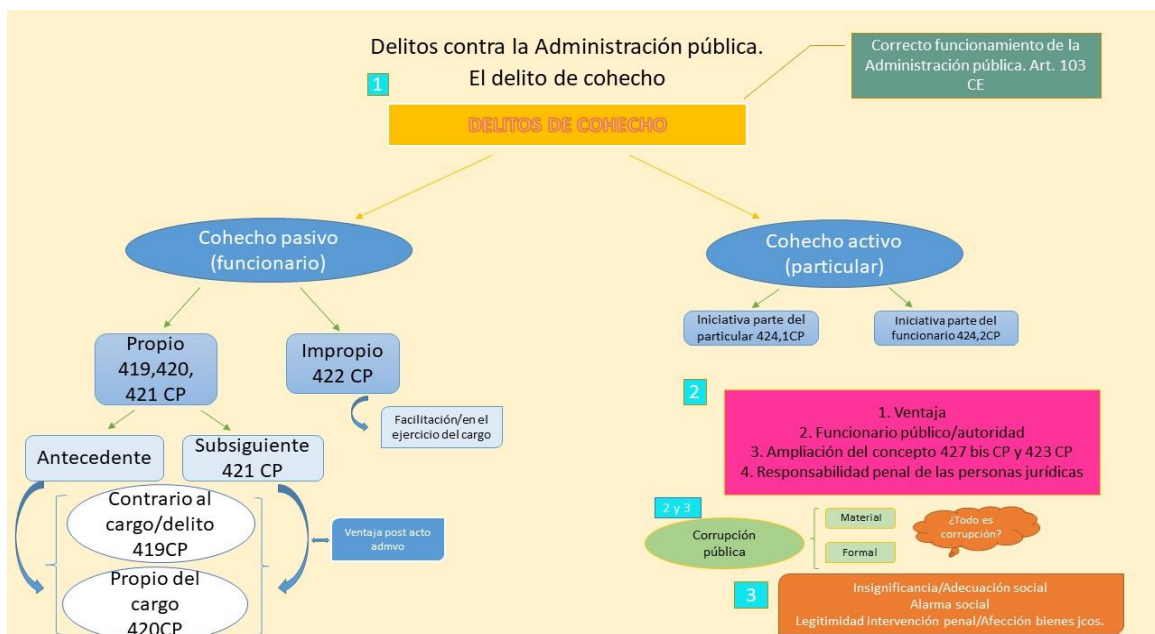 Delitos contra la Administración pública.
El delito de cohecho
Correcto funcionamiento de la
Administración pública. Art. 103
CE
1
DELITOS DE COHECHO
Cohecho pasivo
(funcionario)
Cohecho activo
(particular)
Propio
419,420,
421 CP
Impropio
422 CP
Iniciativa parte del
particular 424,1CP
Iniciativa parte del
funcionario 424,2CP
Facilitación/en el
ejercicio del cargo
Antecedente
Subsiguiente
421 CP
Contrario al
cargo/delito
419CP
Propio del
cargo
420CP
Ventaja post acto
admvo
2
1. Ventaja
2. Funcionario público/autoridad
3. Ampliación del concepto 427 bis CP y 423 CP
4. Responsabilidad penal de las personas jurídicas
2 y 3
Corrupción
pública
Material
Formal
¿Todo es
corrupción?
3
Insignificancia/Adecuación social
Alarma social
Legitimidad intervención penal/Afección bienes jcos.